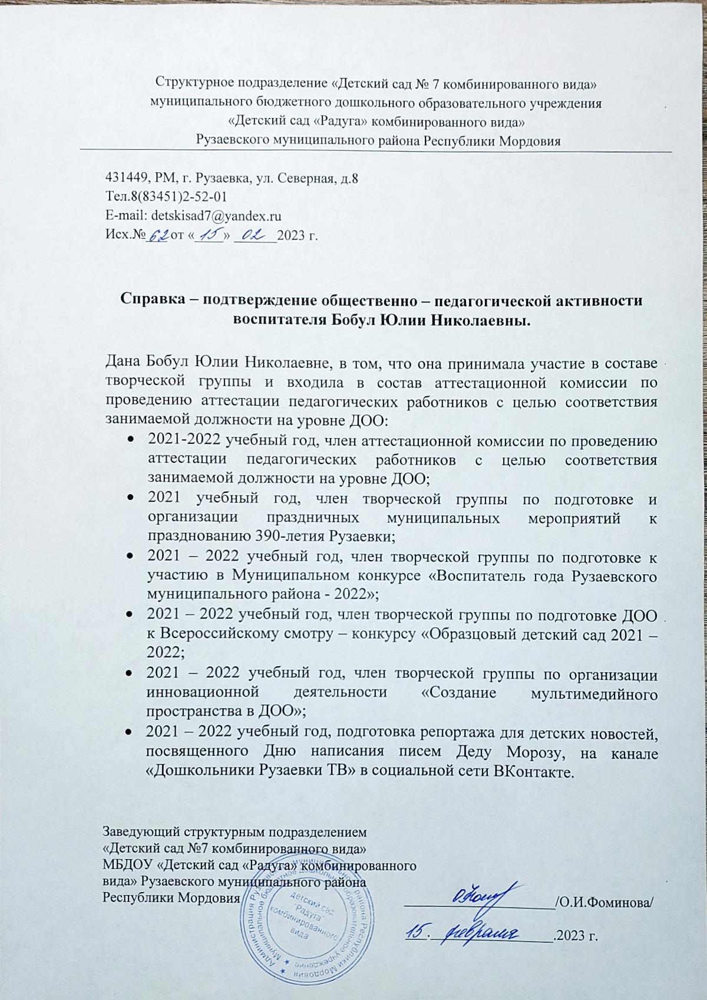 Структурное подразделение «Детский сад № 7 комбинированного вида»
муниципального бюджетного дошкольного образовательного учреждения
«Детский сад «Радуга» комбинированного вида»
Рузаевского муниципального района Республики Мордовия
431449, РМ, г. Рузаевка, ул. Северная, д.8
Тел.8(83451)2-52-01
E-mail: detskisad7@yandex.ru
Исх.№ 62 от « 15 » 02 2023 г.
Справка – подтверждение общественно – педагогической активности
воспитателя Бобул Юлии Николаевны.
Дана Бобул Юлии Николаевне, в том, что она принимала участие в составе
творческой группы и входила в состав аттестационной комиссии по
проведению аттестации педагогических работников с целью соответствия
занимаемой должности на уровне ДОО:
• 2021-2022 учебный год, член аттестационной комиссии по проведению
аттестации педагогических работников с целью соответствия
занимаемой должности на уровне ДОО;
• 2021 учебный год, член творческой группы по подготовке и
организации праздничных муниципальных мероприятий к
празднованию 390-летия Рузаевки;
• 2021 – 2022 учебный год, член творческой группы по подготовке к
участию в Муниципальном конкурсе «Воспитатель года Рузаевского
муниципального района - 2022»;
• 2021 – 2022 учебный год, член творческой группы по подготовке ДОО
к Всероссийскому смотру – конкурсу «Образцовый детский сад 2021 –
2022;
• 2021 – 2022 учебный год, член творческой группы по организации
инновационной деятельности «Создание мультимедийного
пространства в ДОО»;
• 2021 – 2022 учебный год, подготовка репортажа для детских новостей,
посвященного Дню написания писем Деду Морозу, на канале
«Дошкольники Рузаевки ТВ» в социальной сети ВКонтакте.
Заведующий структурным подразделением
«Детский сад №7 комбинированного вида»
МБДОУ «Детский сад «Радуга» комбинированного
вида» Рузаевского муниципального района
Республики Мордовия
/О.И.Фоминова/
15 . февраля .2023 г.
Администрация Рузаевского муниципального района Республики Мордовия
Муниципальное бюджетное дошкольное образовательное учреждение
детский сад
"Радуга"
комбинированного
вида